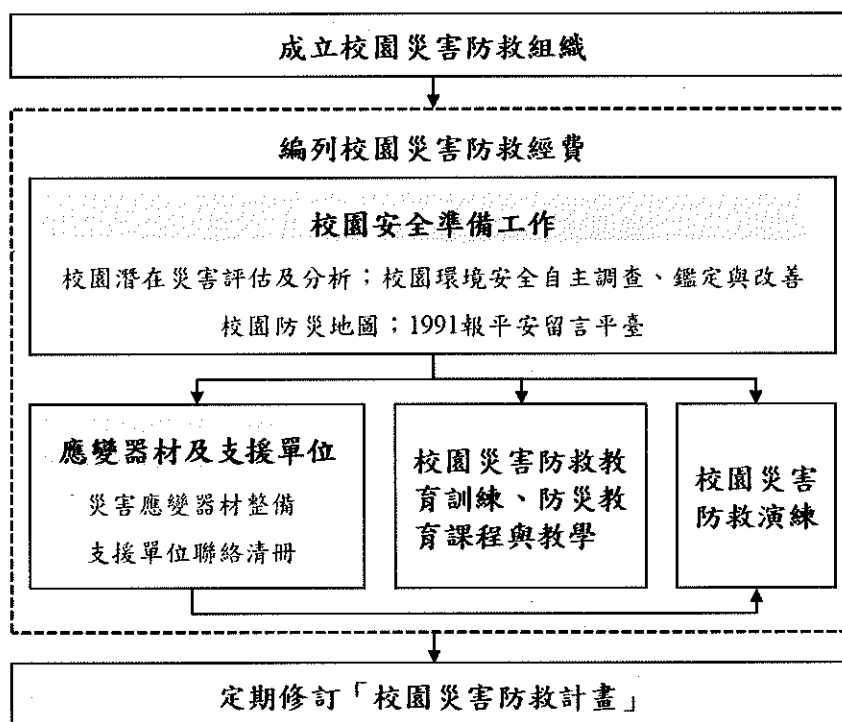 成立校園災害防救組織
編列校園災害防救經費
校園安全準備工作
校園潛在災害評估及分析；校園環境安全自主調查、鑑定與改善
校園防災地圖；1991報平安留言平臺
應變器材及支援單位
災害應變器材整備
支援單位聯絡清冊
校園災害防救教
育訓練、防災教
育課程與教學
校園災害
防救演練
定期修訂「校園災害防救計畫」